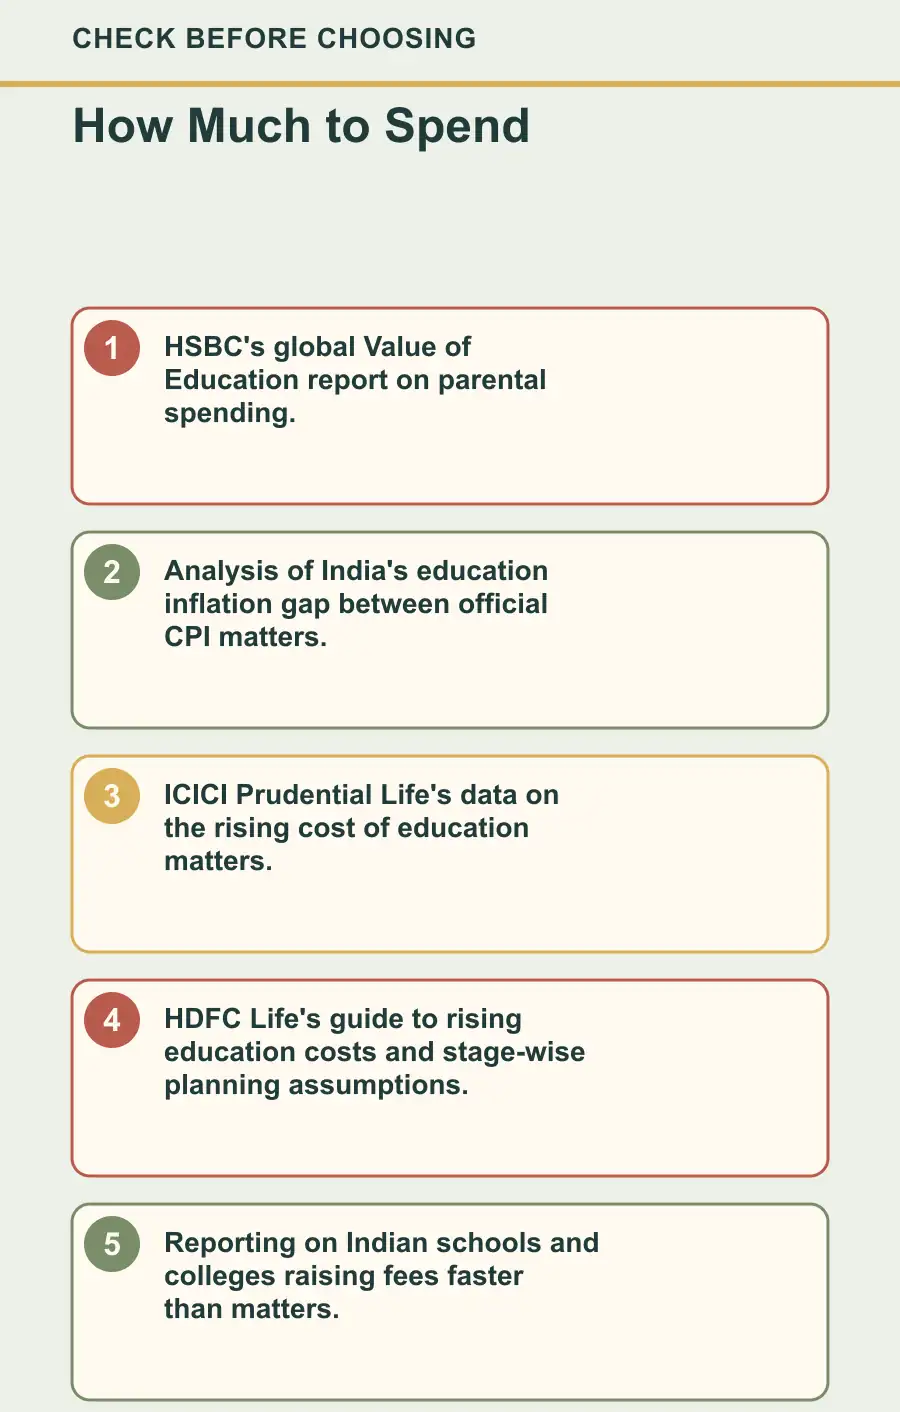 CHECK BEFORE CHOOSING
How Much to Spend
1
HSBC's global Value of
Education report on parental
spending.
2
Analysis of India's education
inflation gap between official
CPI matters.
3
ICICI Prudential Life's data on
the rising cost of education
matters.
4
HDFC Life's guide to rising
education costs and stage-wise
planning assumptions.
5
Reporting on Indian schools and
colleges raising fees faster
than matters.